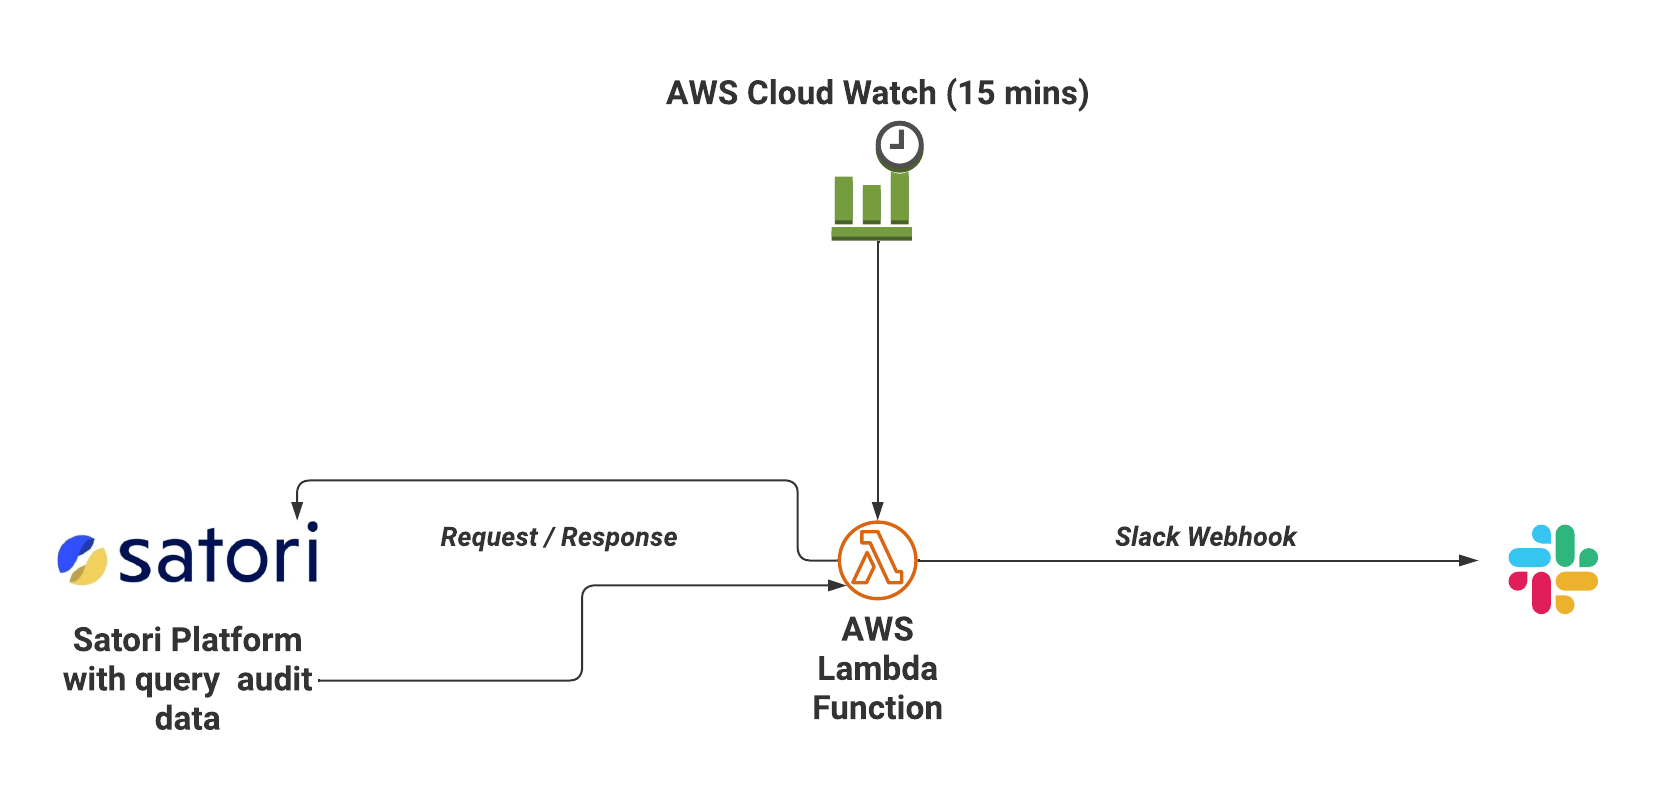 AWS Cloud Watch (15 mins)
Request / Response
Slack Webhook
satori
Satori Platform
with query  audit
data
AWS
Lambda
Function